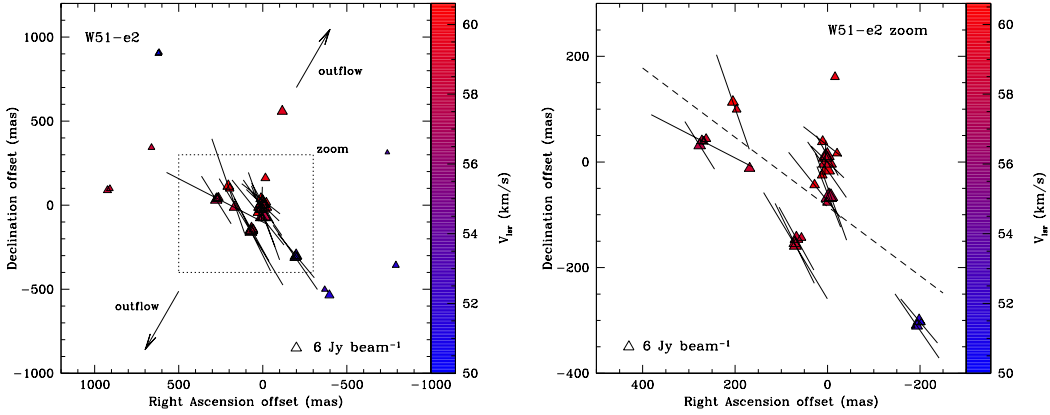 W51-e2
outflow
zoom
outflow
6 Jy beam⁻¹
1000
500
0
-500
-1000
Declination offset (mas)
1000
500
0
-500
-1000
Right Ascension offset (mas)
60
58
56
54
52
50
V_lsr (km/s)
W51-e2 zoom
6 Jy beam⁻¹
200
0
-200
-400
Declination offset (mas)
400
200
0
-200
Right Ascension offset (mas)
60
58
56
54
52
50
V_lsr (km/s)